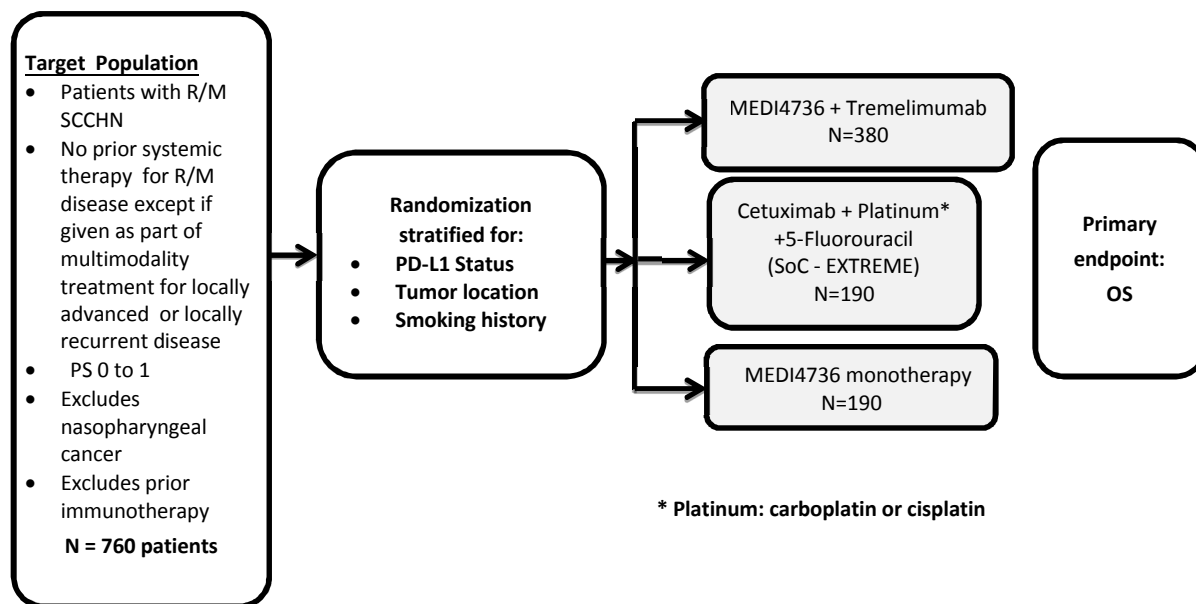 Target Population
• Patients with R/M
SCCHN
• No prior systemic
therapy for R/M
disease except if
given as part of
multimodality
treatment for locally
advanced or locally
recurrent disease
• PS 0 to 1
• Excludes
nasopharyngeal
cancer
• Excludes prior
immunotherapy
N = 760 patients
Randomization
stratified for:
• PD-L1 Status
• Tumor location
• Smoking history
MEDI4736 + Tremelimumab
N=380
Cetuximab + Platinum*
+5-Fluorouracil
(SoC - EXTREME)
N=190
MEDI4736 monotherapy
N=190
Primary
endpoint:
OS
* Platinum: carboplatin or cisplatin